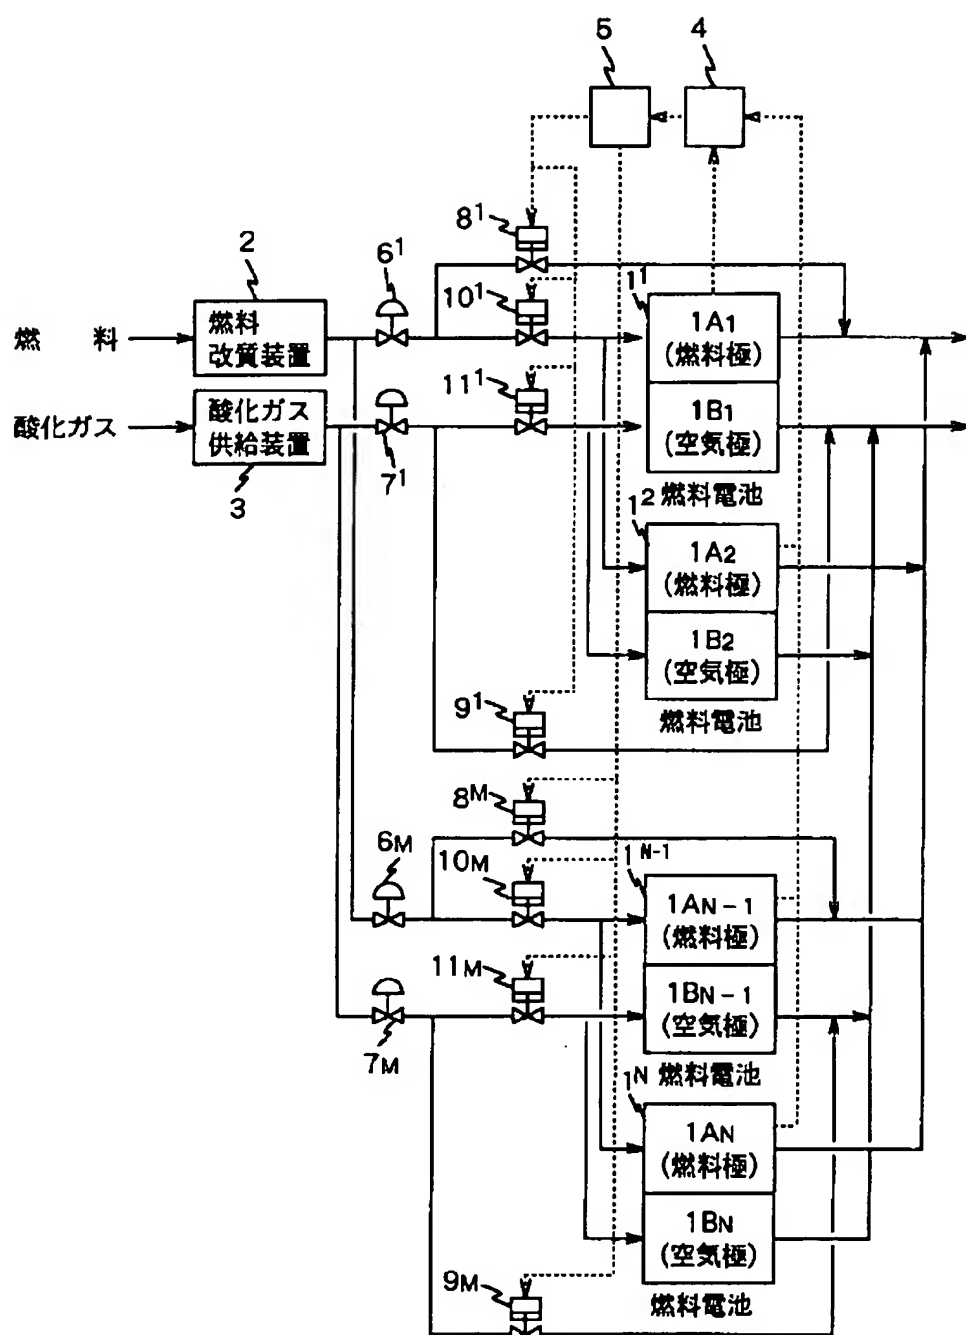 5
4
8¹
2
6¹
10¹
1¹
燃料
燃料
改質装置
1A₁
(燃料極)
11¹
酸化ガス
酸化ガス
供給装置
1B₁
(空気極)
7¹
3
燃料電池
1²
1A₂
(燃料極)
1B₂
(空気極)
9¹
燃料電池
8M
6M
10M
1ᴺ⁻¹
1AN-1
(燃料極)
11M
1BN-1
(空気極)
7M
燃料電池
1ᴺ
1AN
(燃料極)
1BN
(空気極)
9M
燃料電池